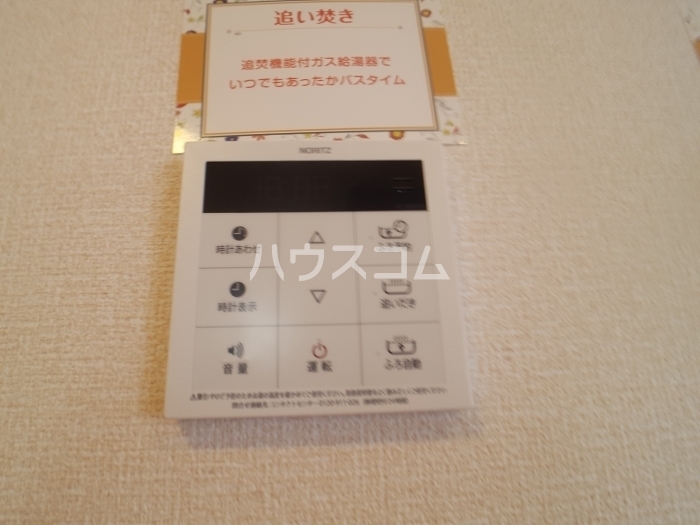 追い焚き
追焚機能付ガス給湯器で
いつでもあったかバスタイム
NORITZ
時計あわせ
ハウスコム
時計表示
追いだき
音量
運転
ふろ自動